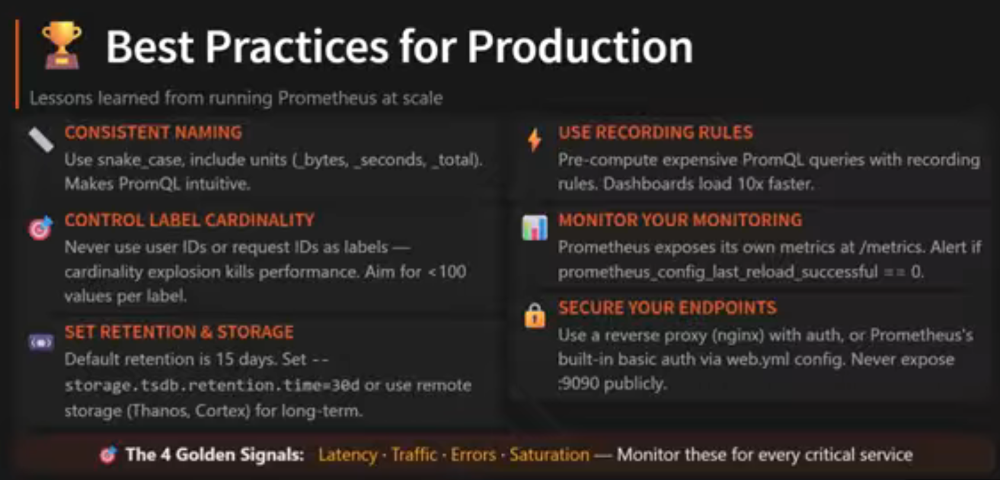 Best Practices for Production
Lessons learned from running Prometheus at scale
CONSISTENT NAMING
Use snake_case, include units (_bytes, _seconds, _total).
Makes PromQL intuitive.
CONTROL LABEL CARDINALITY
Never use user IDs or request IDs as labels —
cardinality explosion kills performance. Aim for <100
values per label.
SET RETENTION & STORAGE
Default retention is 15 days. Set --
storage.tsdb.retention.time=30d or use remote
storage (Thanos, Cortex) for long-term.
USE RECORDING RULES
Pre-compute expensive PromQL queries with recording
rules. Dashboards load 10x faster.
MONITOR YOUR MONITORING
Prometheus exposes its own metrics at /metrics. Alert if
prometheus_config_last_reload_successful == 0.
SECURE YOUR ENDPOINTS
Use a reverse proxy (nginx) with auth, or Prometheus's
built-in basic auth via web.yml config. Never expose
:9090 publicly.
The 4 Golden Signals: Latency · Traffic · Errors · Saturation — Monitor these for every critical service